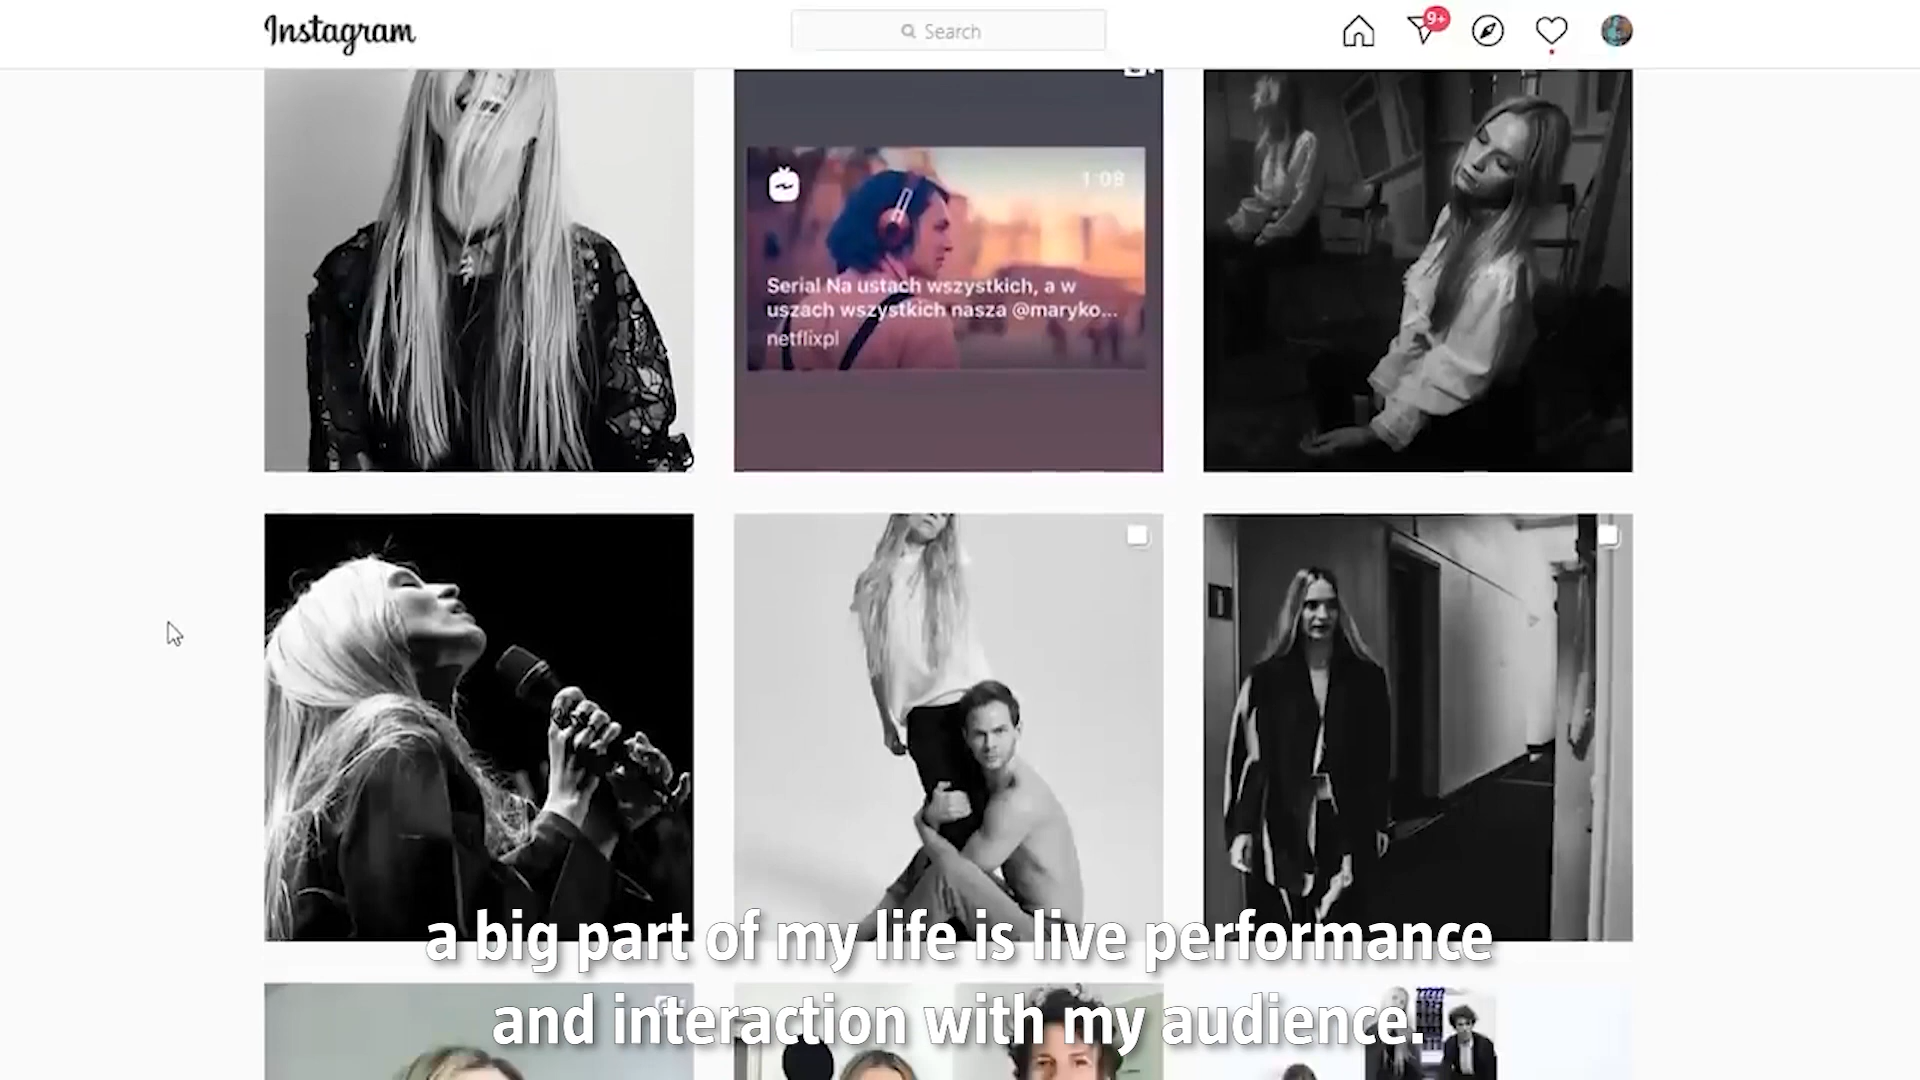 Instagram
Search
9+
1:08
Serial Na ustach wszystkich, a w
uszach wszystkich nasza @maryko...
netflixpl
a big part of my life is live performance
and interaction with my audience.